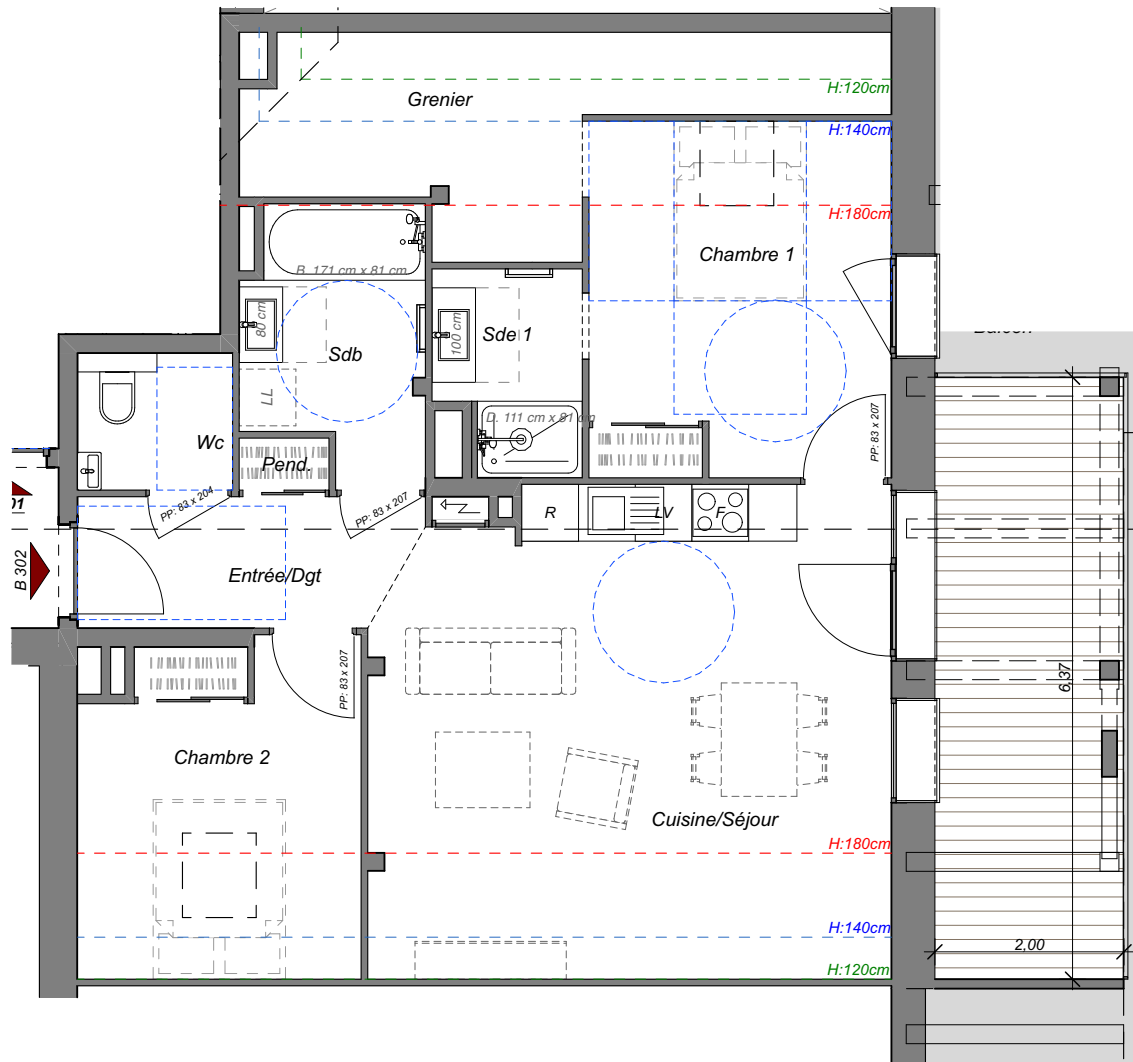 Grenier
H:120cm
H:140cm
H:180cm
Chambre 1
B. 171 cm x 81 cm
80 cm
Sdb
100 cm
Sde 1
LL
D. 111 cm x 81 cm
Wc
Pend.
PP: 83 x 204
PP: 83 x 207
PP: 83 x 207
R
LV
F
B 302
Entrée/Dgt
PP: 83 x 207
Chambre 2
Cuisine/Séjour
6,37
2,00
H:180cm
H:140cm
H:120cm